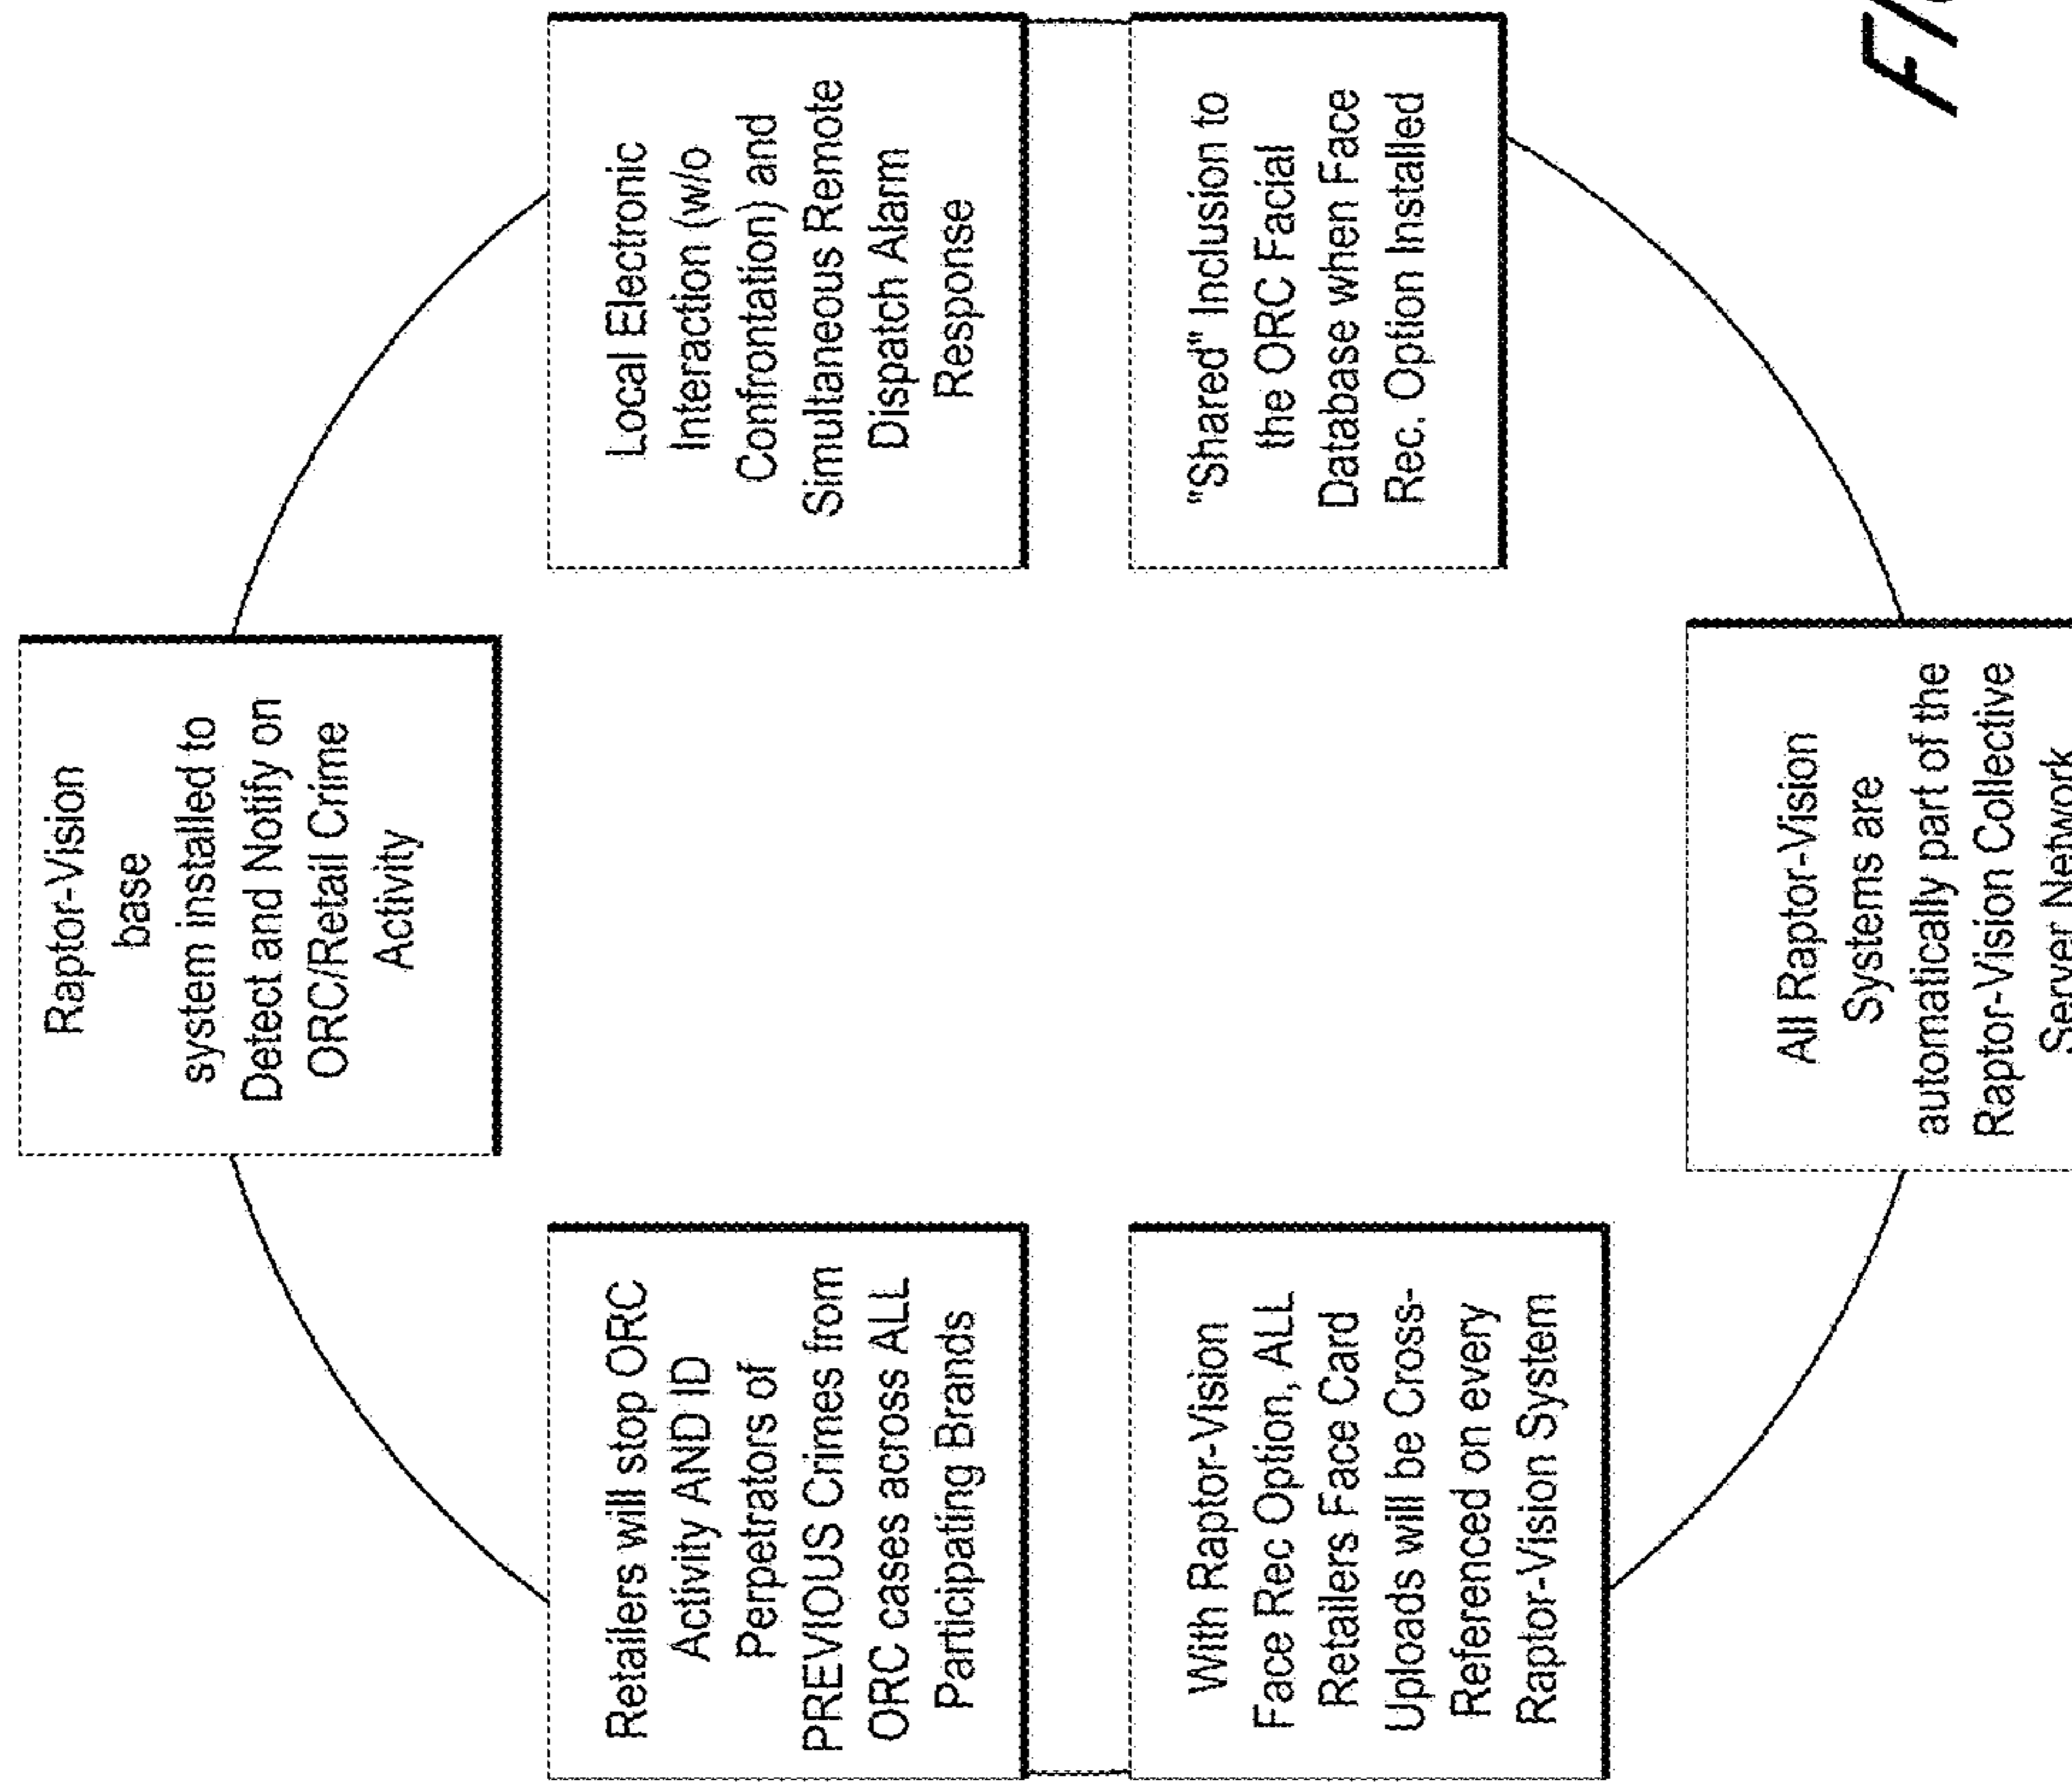 Raptor-Vision
base
system installed to
Detect and Notify on
ORC/Retail Crime
Activity
Local Electronic
Interaction (w/o
Confrontation) and
Simultaneous Remote
Dispatch Alarm
Response
"Shared" Inclusion to
the ORC Facial
Database when Face
Rec. Option Installed
All Raptor-Vision
Systems are
automatically part of the
Raptor-Vision Collective
Server Network
With Raptor-Vision
Face Rec Option, ALL
Retailers Face Card
Uploads will be Cross-
Referenced on every
Raptor-Vision System
Retailers will stop ORC
Activity AND ID
Perpetrators of
PREVIOUS Crimes from
ORC cases across ALL
Participating Brands